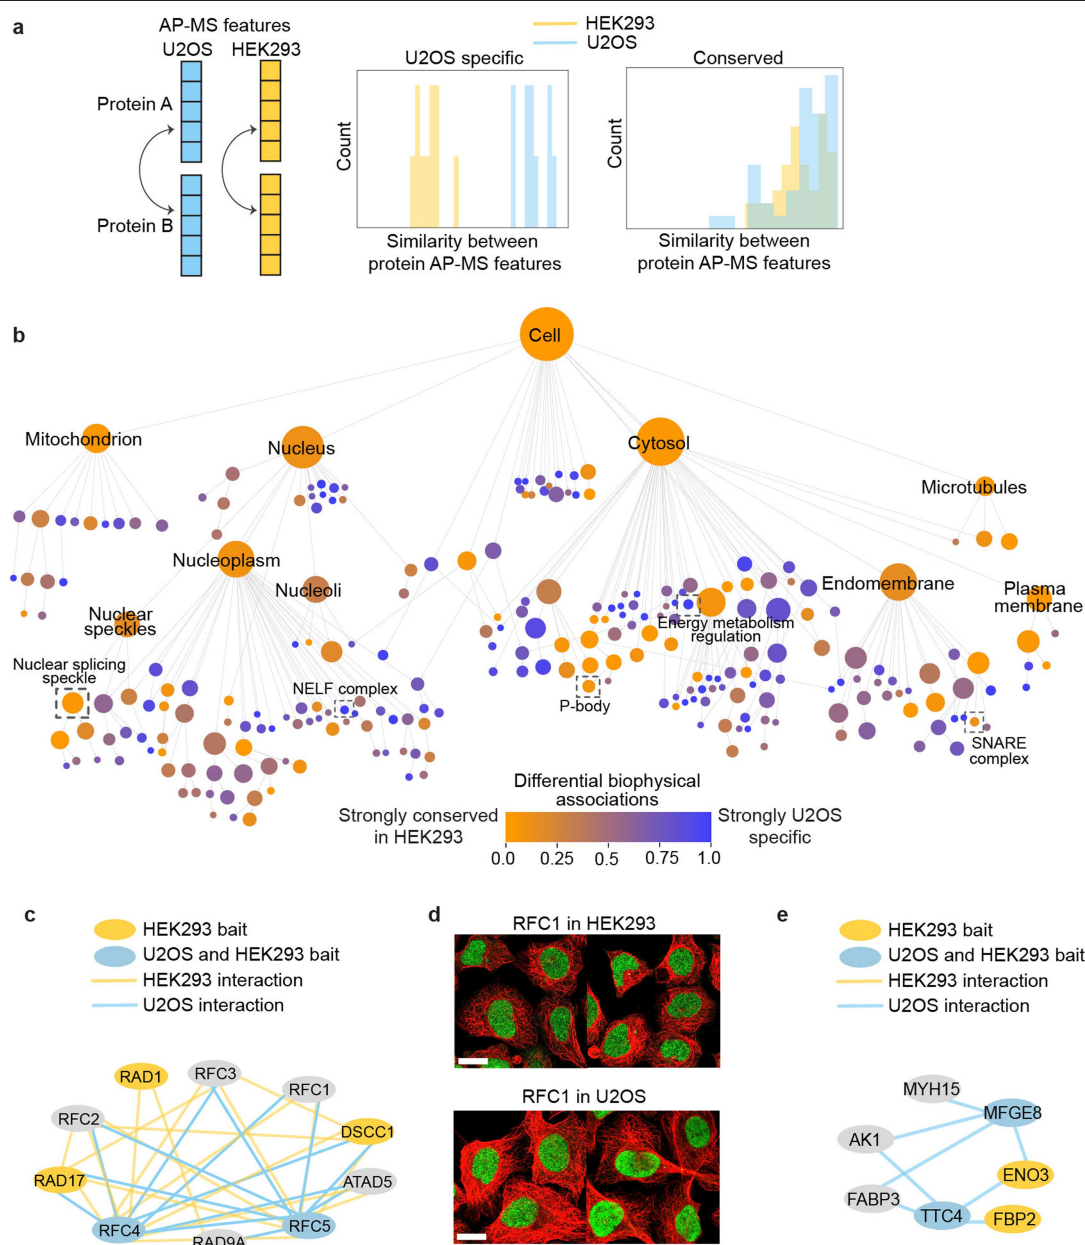 a
AP-MS features
U2OS HEK293
Protein A
Protein B
HEK293
U2OS
U2OS specific
Count
Similarity between
protein AP-MS features
Conserved
Count
Similarity between
protein AP-MS features
b
Cell
Mitochondrion
Nucleus
Cytosol
Microtubules
Nucleoplasm
Nucleoli
Endomembrane
Plasma
membrane
Nuclear
speckles
Energy metabolism
regulation
Nuclear splicing
speckle
NELF complex
P-body
SNARE
complex
Differential biophysical
associations
Strongly conserved
in HEK293
Strongly U2OS
specific
0.0 0.25 0.5 0.75 1.0
c
HEK293 bait
U2OS and HEK293 bait
HEK293 interaction
U2OS interaction
RAD1
RFC3
RFC1
RFC2
DSCC1
RAD17
ATAD5
RFC4
RFC5
RAD9A
d
RFC1 in HEK293
RFC1 in U2OS
e
HEK293 bait
U2OS and HEK293 bait
HEK293 interaction
U2OS interaction
MYH15
MFGE8
AK1
ENO3
FABP3
TTC4
FBP2